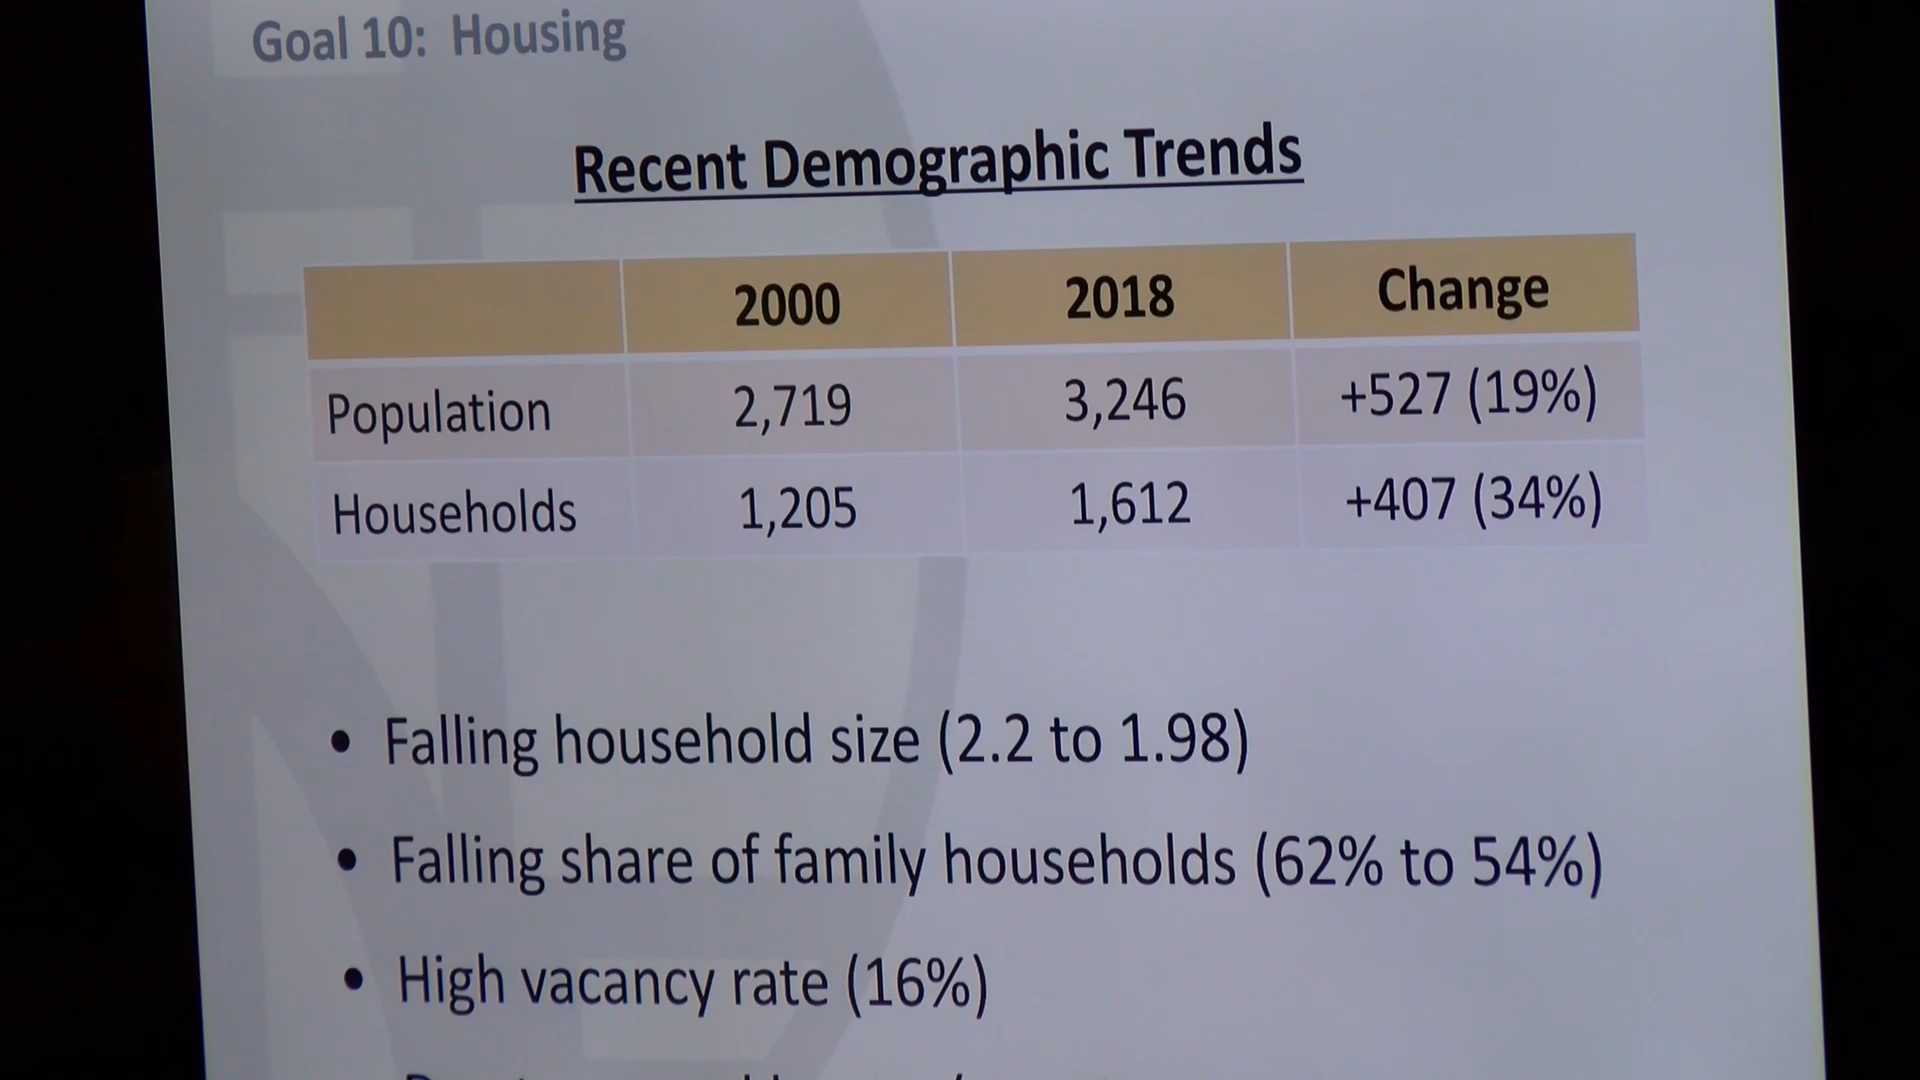 Goal 10: Housing
Recent Demographic Trends
2000 2018 Change
Population 2,719 3,246 +527 (19%)
Households 1,205 1,612 +407 (34%)
• Falling household size (2.2 to 1.98)
• Falling share of family households (62% to 54%)
• High vacancy rate (16%)